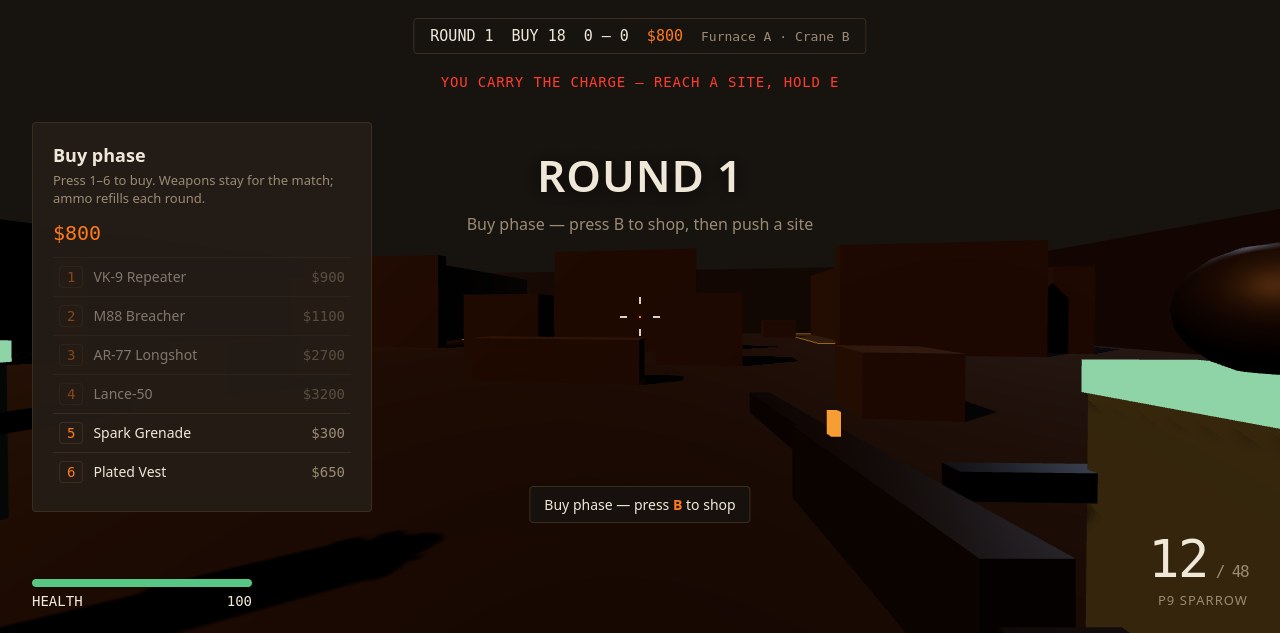 ROUND 1 BUY 18 0 — 0 $800 Furnace A · Crane B
YOU CARRY THE CHARGE — REACH A SITE, HOLD E
Buy phase
Press 1–6 to buy. Weapons stay for the match;
ammo refills each round.
$800
1 VK-9 Repeater $900
2 M88 Breacher $1100
3 AR-77 Longshot $2700
4 Lance-50 $3200
5 Spark Grenade $300
6 Plated Vest $650
ROUND 1
Buy phase — press B to shop, then push a site
Buy phase — press B to shop
HEALTH 100
12 / 48
P9 SPARROW